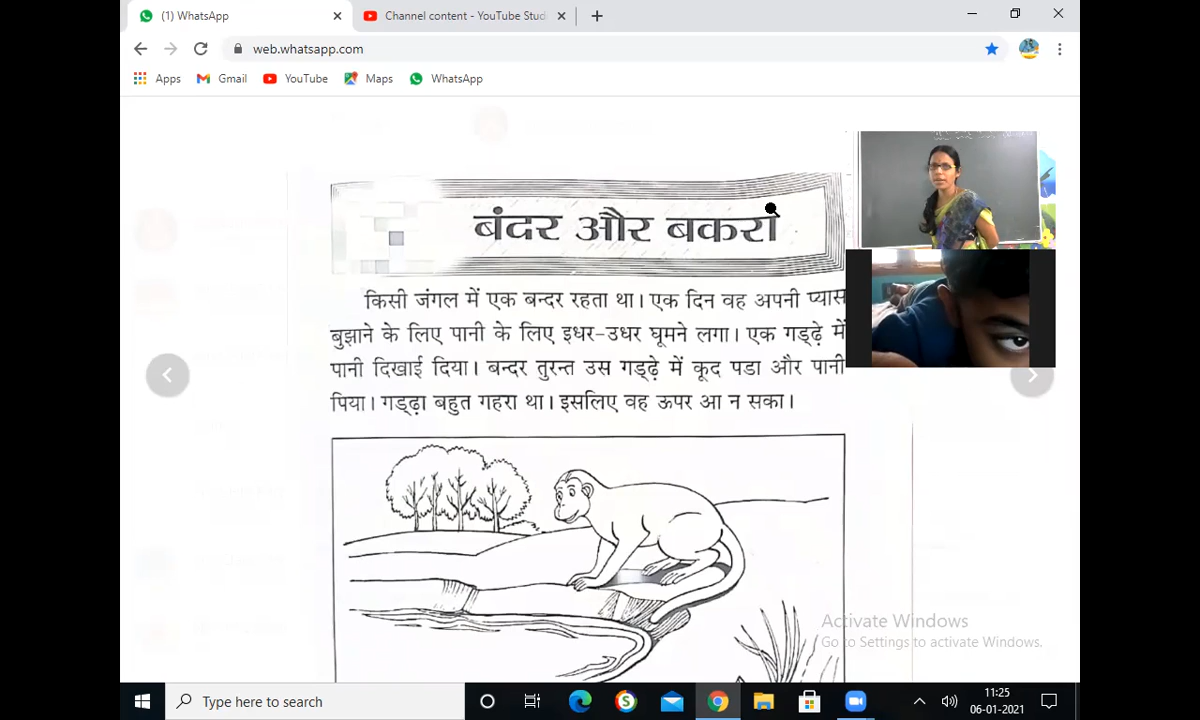 (1) WhatsApp
Channel content - YouTube Stud
web.whatsapp.com
Apps Gmail YouTube Maps WhatsApp
बंदर और बकरा
किसी जंगल में एक बन्दर रहता था। एक दिन वह अपनी प्यास
बुझाने के लिए पानी के लिए इधर-उधर घूमने लगा। एक गड्ढ़े में
पानी दिखाई दिया। बन्दर तुरन्त उस गड्ढ़े में कूद पडा और पानी
पिया। गड्ढ़ा बहुत गहरा था। इसलिए वह ऊपर आ न सका।
Activate Windows
Go to Settings to activate Windows.
Type here to search
11:25
06-01-2021